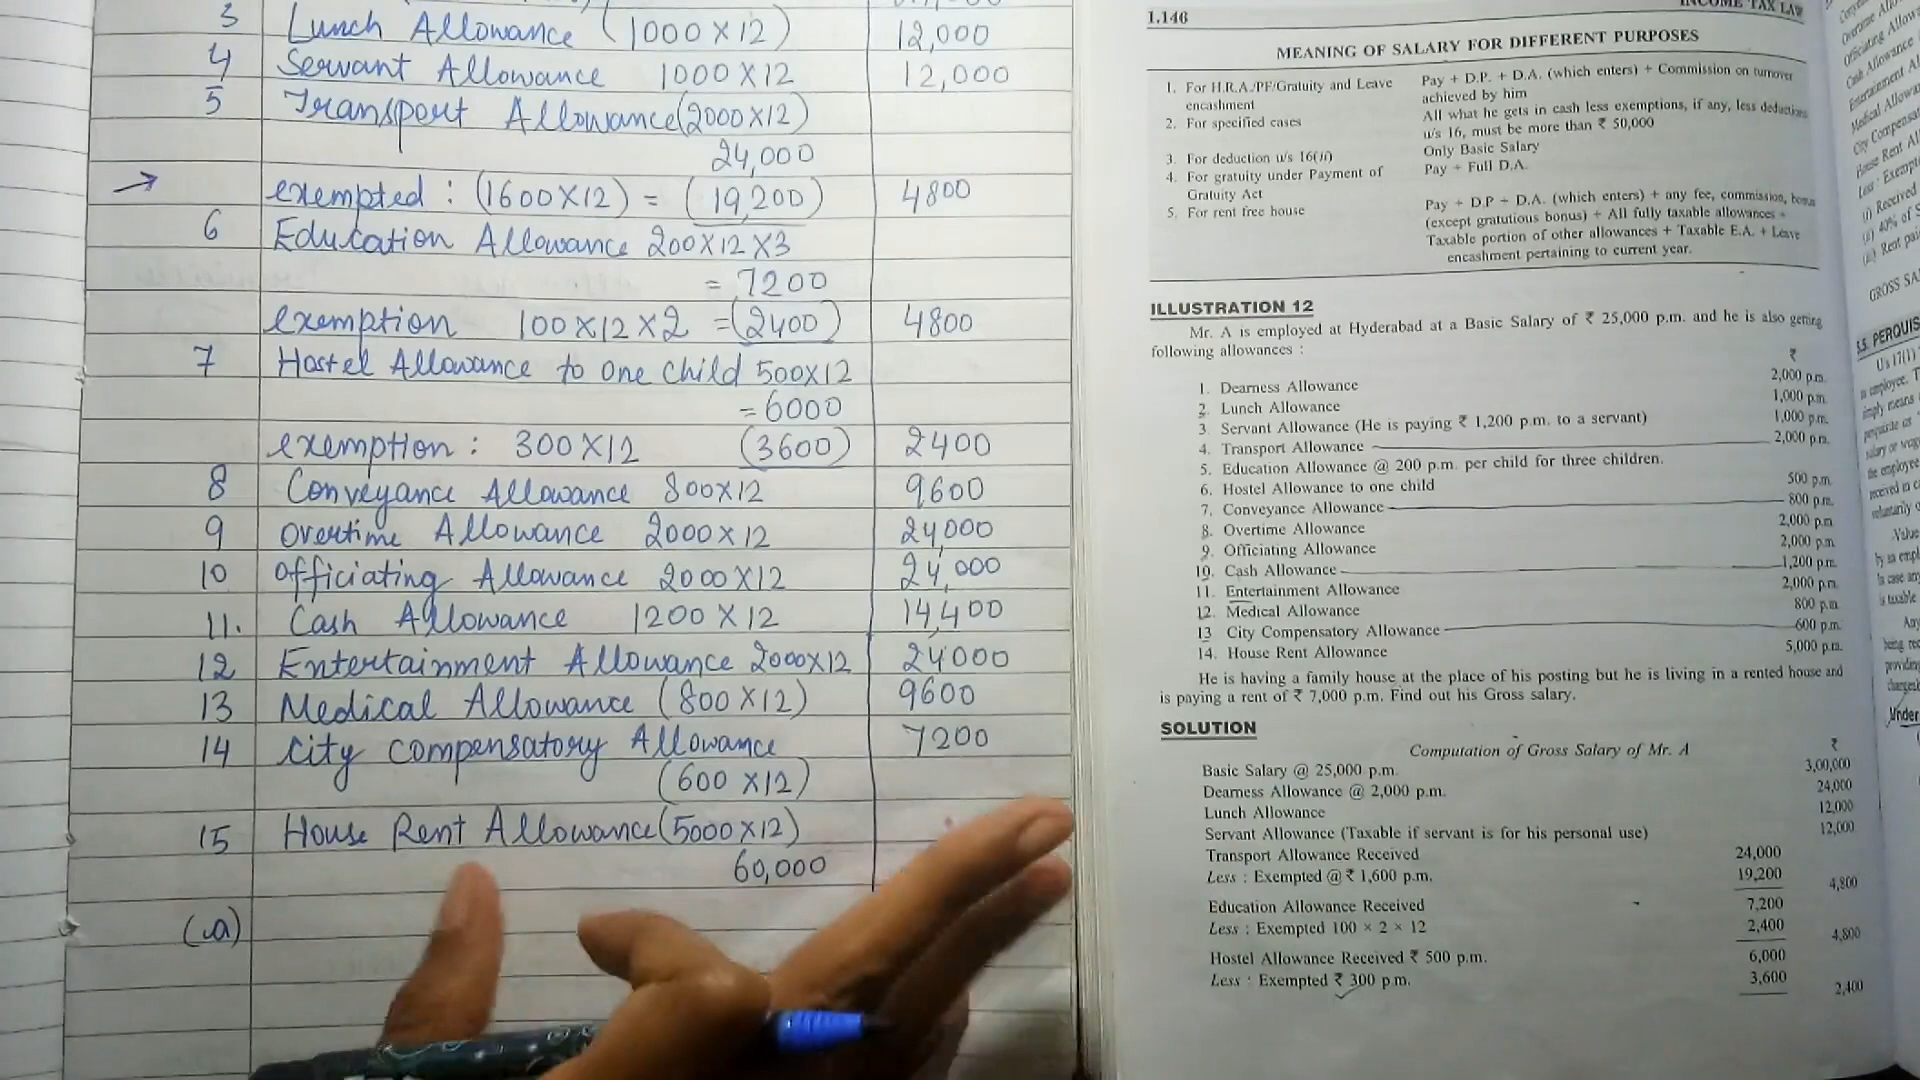 3 Lunch Allowance (1000 X 12) 12,000
4 Servant Allowance 1000 X 12 12,000
5 Transport Allowance (2000 X 12)
24,000
→ exempted : (1600 X 12) = (19,200) 4800
6 Education Allowance 200 X 12 X 3
= 7200
exemption 100 X 12 X 2 = (2400) 4800
7 Hostel Allowance to one child 500 X 12
= 6000
exemption : 300 X 12 (3600) 2400
8 Conveyance Allowance 800 X 12 9600
9 Overtime Allowance 2000 X 12 24,000
10 Officiating Allowance 2000 X 12 24,000
11. Cash Allowance 1200 X 12 14,400
12 Entertainment Allowance 2000 X 12 24000
13 Medical Allowance (800 X 12) 9600
14 City compensatory Allowance 7200
(600 X 12)
15 House Rent Allowance (5000 X 12)
60,000
(a)
1.146 INCOME TAX LAW
MEANING OF SALARY FOR DIFFERENT PURPOSES
1. For H.R.A./PF/Gratuity and Leave encashment Pay + D.P. + D.A. (which enters) + Commission on turnover
achieved by him
2. For specified cases All what he gets in cash less exemptions, if any, less deductions
u/s 16, must be more than ₹ 50,000
3. For deduction u/s 16(ii) Only Basic Salary
4. For gratuity under Payment of Gratuity Act Pay + Full D.A.
5. For rent free house Pay + D.P + D.A. (which enters) + any fee, commission, bonus
(except gratutious bonus) + All fully taxable allowances +
Taxable portion of other allowances + Taxable E.A. + Leave
encashment pertaining to current year.
ILLUSTRATION 12
Mr. A is employed at Hyderabad at a Basic Salary of ₹ 25,000 p.m. and he is also getting
following allowances :
₹
1. Dearness Allowance 2,000 p.m.
2. Lunch Allowance 1,000 p.m.
3. Servant Allowance (He is paying ₹ 1,200 p.m. to a servant) 1,000 p.m.
4. Transport Allowance 2,000 p.m.
5. Education Allowance @ 200 p.m. per child for three children.
6. Hostel Allowance to one child 500 p.m.
7. Conveyance Allowance 800 p.m.
8. Overtime Allowance 2,000 p.m
9. Officiating Allowance 2,000 p.m.
10. Cash Allowance 1,200 p.m.
11. Entertainment Allowance 2,000 p.m.
12. Medical Allowance 800 p.m
13 City Compensatory Allowance 600 p.m.
14. House Rent Allowance 5,000 p.m.
He is having a family house at the place of his posting but he is living in a rented house and
is paying a rent of ₹ 7,000 p.m. Find out his Gross salary.
SOLUTION
Computation of Gross Salary of Mr. A
₹
Basic Salary @ 25,000 p.m. 3,00,000
Dearness Allowance @ 2,000 p.m. 24,000
Lunch Allowance 12,000
Servant Allowance (Taxable if servant is for his personal use) 12,000
Transport Allowance Received 24,000
Less : Exempted @ ₹ 1,600 p.m. 19,200 4,800
Education Allowance Received 7,200
Less : Exempted 100 × 2 × 12 2,400 4,800
Hostel Allowance Received ₹ 500 p.m. 6,000
Less : Exempted ₹ 300 p.m. 3,600 2,400
GROSS
5.5. PERQUIS
U/s 17(1)
Under